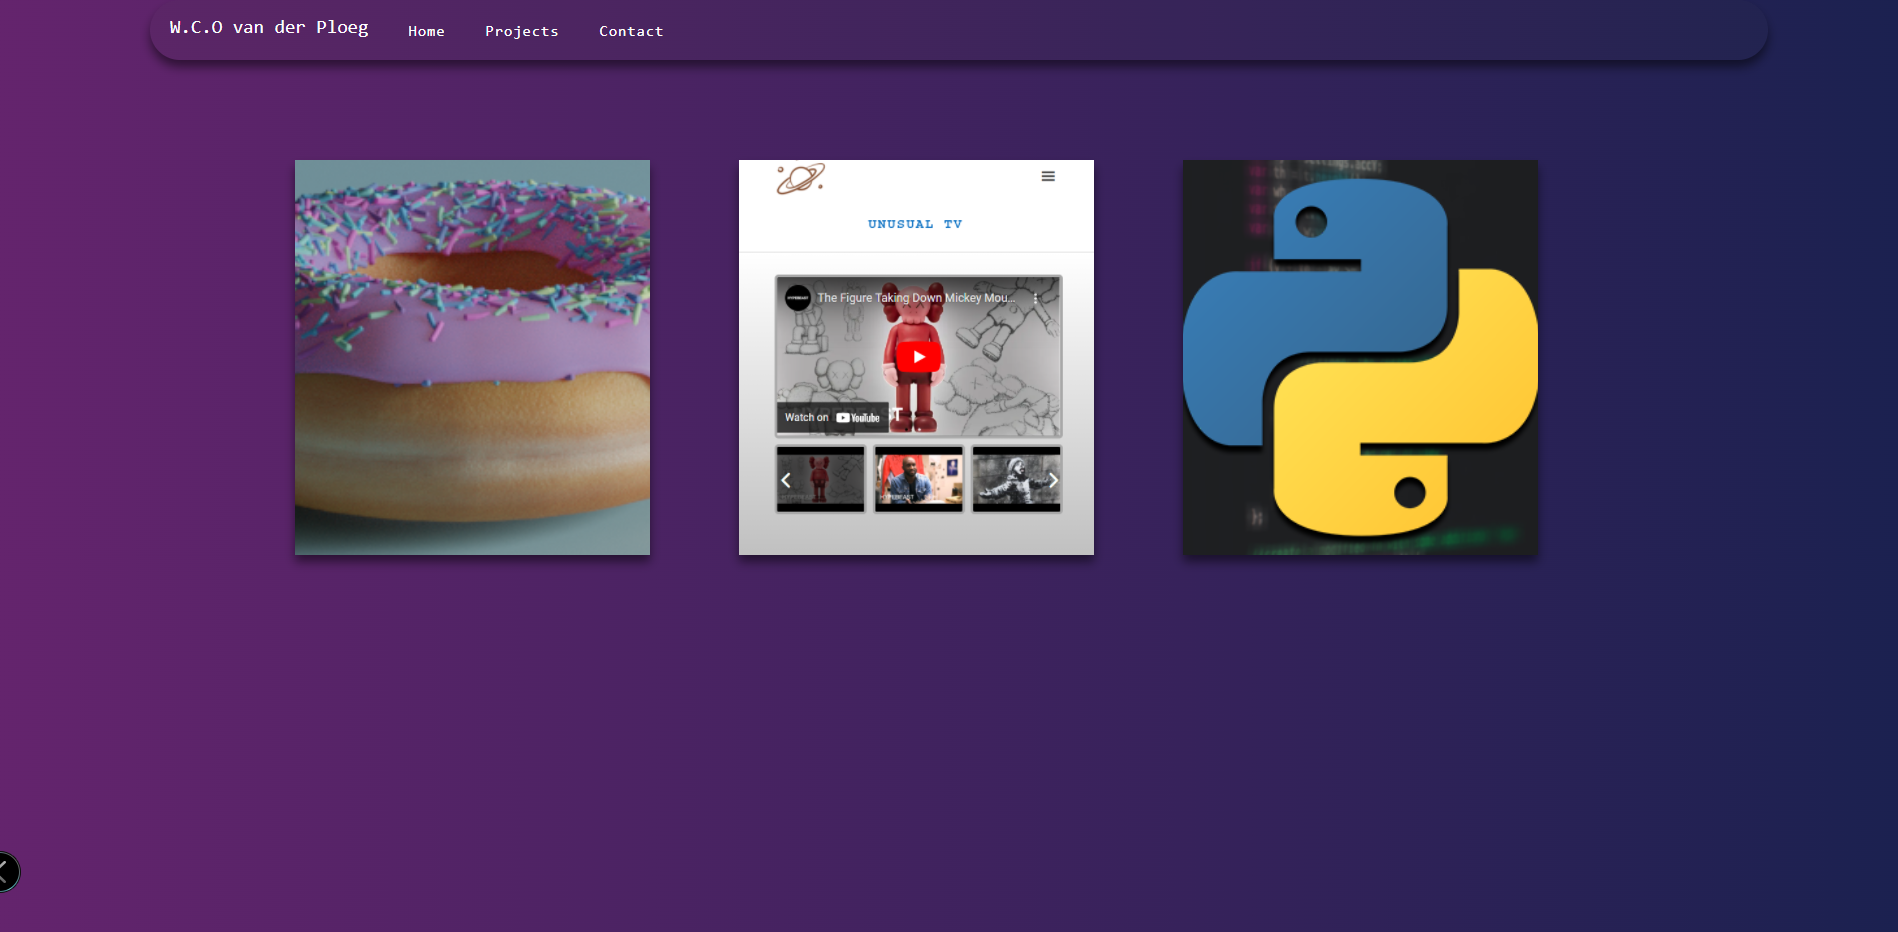 W.C.O van der Ploeg
Home
Projects
Contact
UNUSUAL TV
The Figure Taking Down Mickey Mou...
Watch on YouTube